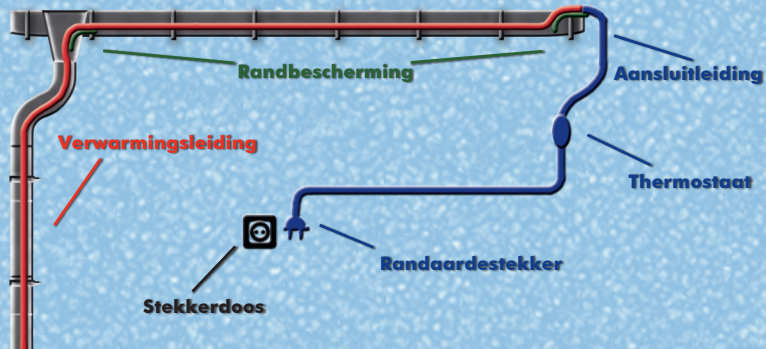 Randbescherming
Aansluitleiding
Verwarmingsleiding
Thermostaat
Randaardestekker
Stekkerdoos